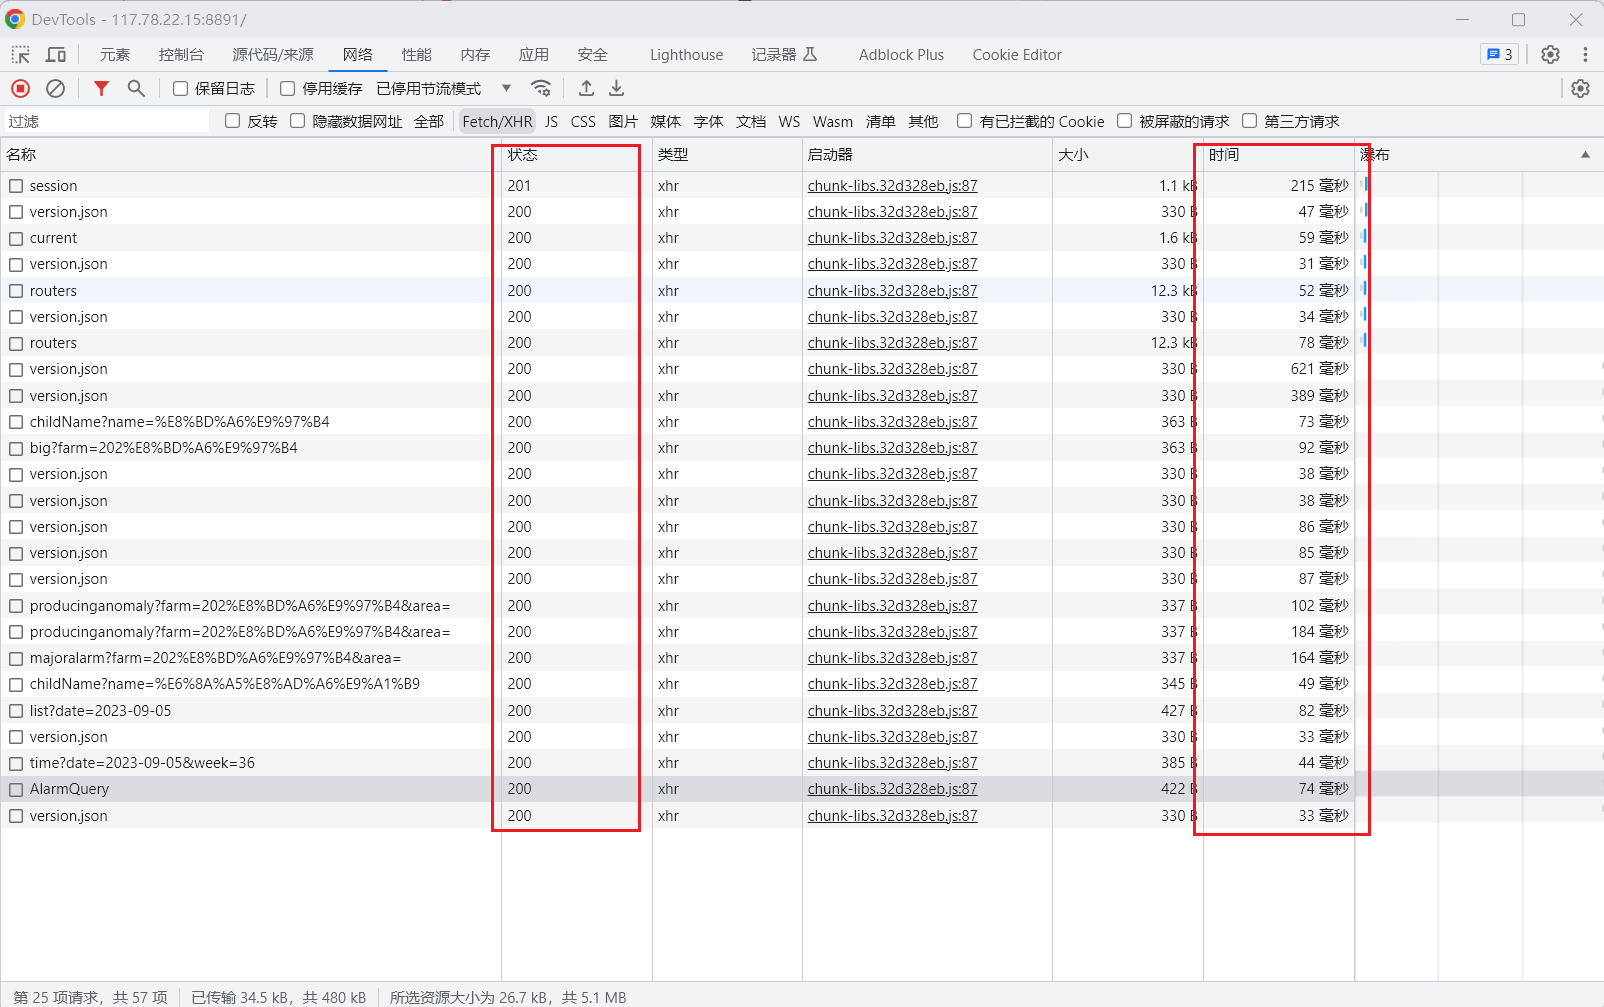 DevTools - 117.78.22.15:8891/
元素 控制台 源代码/来源 网络 性能 内存 应用 安全 Lighthouse 记录器 Adblock Plus Cookie Editor 3
保留日志 停用缓存 已停用节流模式
过滤 反转 隐藏数据网址 全部 Fetch/XHR JS CSS 图片 媒体 字体 文档 WS Wasm 清单 其他 有已拦截的 Cookie 被屏蔽的请求 第三方请求
名称 状态 类型 启动器 大小 时间 瀑布
session 201 xhr chunk-libs.32d328eb.js:87 1.1 kB 215 毫秒
version.json 200 xhr chunk-libs.32d328eb.js:87 330 B 47 毫秒
current 200 xhr chunk-libs.32d328eb.js:87 1.6 kB 59 毫秒
version.json 200 xhr chunk-libs.32d328eb.js:87 330 B 31 毫秒
routers 200 xhr chunk-libs.32d328eb.js:87 12.3 kB 52 毫秒
version.json 200 xhr chunk-libs.32d328eb.js:87 330 B 34 毫秒
routers 200 xhr chunk-libs.32d328eb.js:87 12.3 kB 78 毫秒
version.json 200 xhr chunk-libs.32d328eb.js:87 330 B 621 毫秒
version.json 200 xhr chunk-libs.32d328eb.js:87 330 B 389 毫秒
childName?name=%E8%BD%A6%E9%97%B4 200 xhr chunk-libs.32d328eb.js:87 363 B 73 毫秒
big?farm=202%E8%BD%A6%E9%97%B4 200 xhr chunk-libs.32d328eb.js:87 363 B 92 毫秒
version.json 200 xhr chunk-libs.32d328eb.js:87 330 B 38 毫秒
version.json 200 xhr chunk-libs.32d328eb.js:87 330 B 38 毫秒
version.json 200 xhr chunk-libs.32d328eb.js:87 330 B 86 毫秒
version.json 200 xhr chunk-libs.32d328eb.js:87 330 B 85 毫秒
version.json 200 xhr chunk-libs.32d328eb.js:87 330 B 87 毫秒
producinganomaly?farm=202%E8%BD%A6%E9%97%B4&area= 200 xhr chunk-libs.32d328eb.js:87 337 B 102 毫秒
producinganomaly?farm=202%E8%BD%A6%E9%97%B4&area= 200 xhr chunk-libs.32d328eb.js:87 337 B 184 毫秒
majoralarm?farm=202%E8%BD%A6%E9%97%B4&area= 200 xhr chunk-libs.32d328eb.js:87 337 B 164 毫秒
childName?name=%E6%8A%A5%E8%AD%A6%E9%A1%B9 200 xhr chunk-libs.32d328eb.js:87 345 B 49 毫秒
list?date=2023-09-05 200 xhr chunk-libs.32d328eb.js:87 427 B 82 毫秒
version.json 200 xhr chunk-libs.32d328eb.js:87 330 B 33 毫秒
time?date=2023-09-05&week=36 200 xhr chunk-libs.32d328eb.js:87 385 B 44 毫秒
AlarmQuery 200 xhr chunk-libs.32d328eb.js:87 422 B 74 毫秒
version.json 200 xhr chunk-libs.32d328eb.js:87 330 B 33 毫秒
第 25 项请求，共 57 项 已传输 34.5 kB，共 480 kB 所选资源大小为 26.7 kB，共 5.1 MB